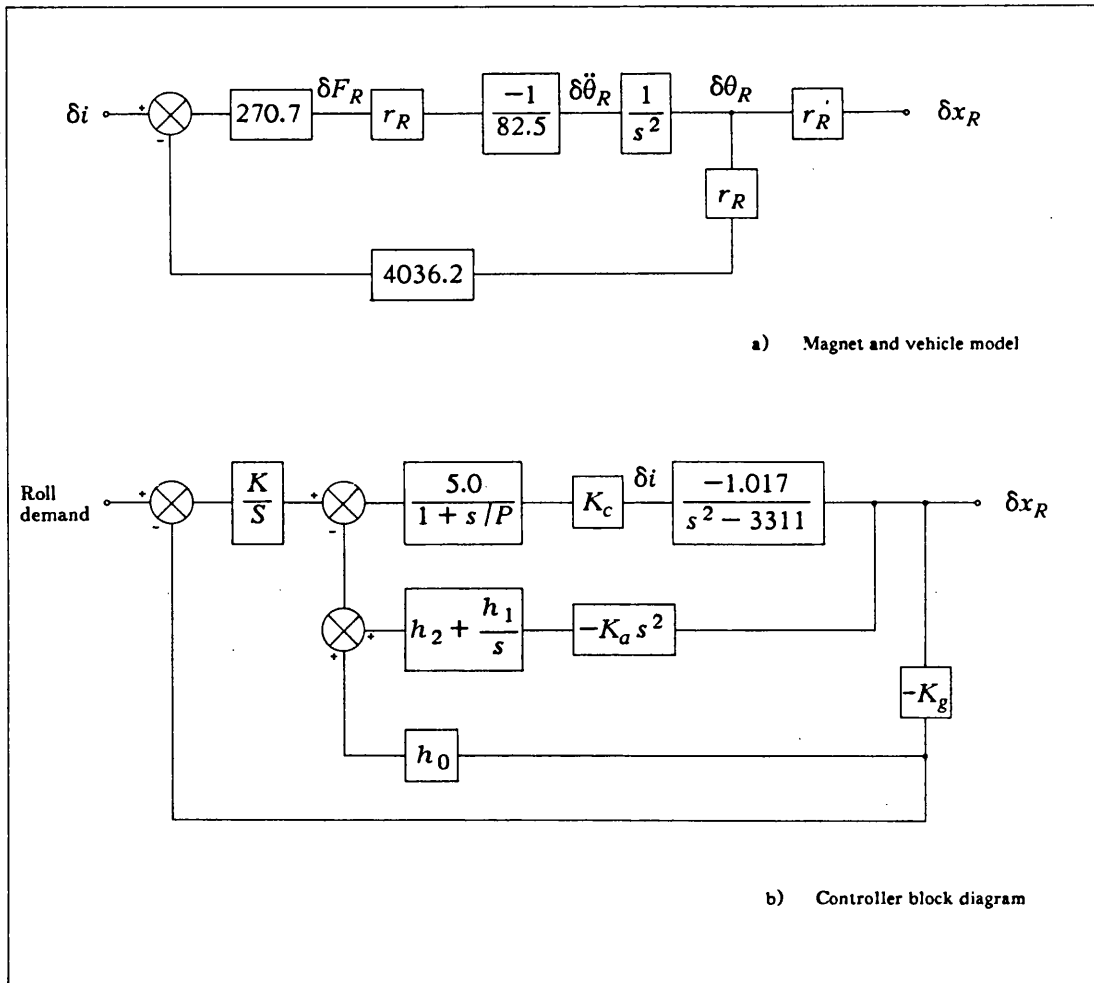 δi
+
-
270.7
δF_R
r_R
-1
82.5
δθ̈_R
1
s²
δθ_R
r_R'
δx_R
r_R
4036.2
a) Magnet and vehicle model
Roll
demand
+
-
K
S
+
-
5.0
1 + s/P
K_c
δi
-1.017
s² - 3311
δx_R
+
+
h_2 + h_1
s
-K_a s²
-K_g
h_0
b) Controller block diagram